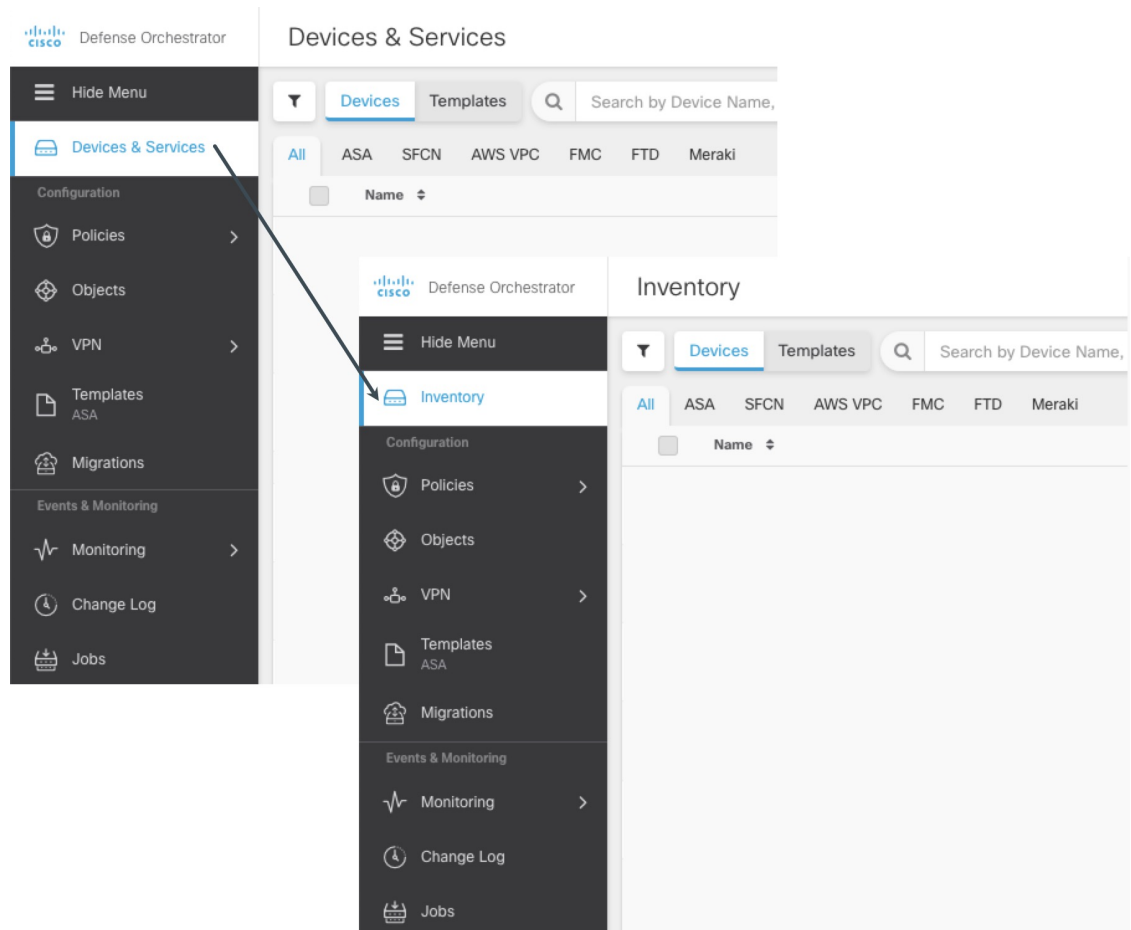 CISCO Defense Orchestrator
Devices & Services
Hide Menu
Devices & Services
Configuration
Policies
Objects
VPN
Templates
ASA
Migrations
Events & Monitoring
Monitoring
Change Log
Jobs
Devices Templates Search by Device Name,
All ASA SFCN AWS VPC FMC FTD Meraki
Name
CISCO Defense Orchestrator
Inventory
Hide Menu
Inventory
Configuration
Policies
Objects
VPN
Templates
ASA
Migrations
Events & Monitoring
Monitoring
Change Log
Jobs
Devices Templates Search by Device Name,
All ASA SFCN AWS VPC FMC FTD Meraki
Name